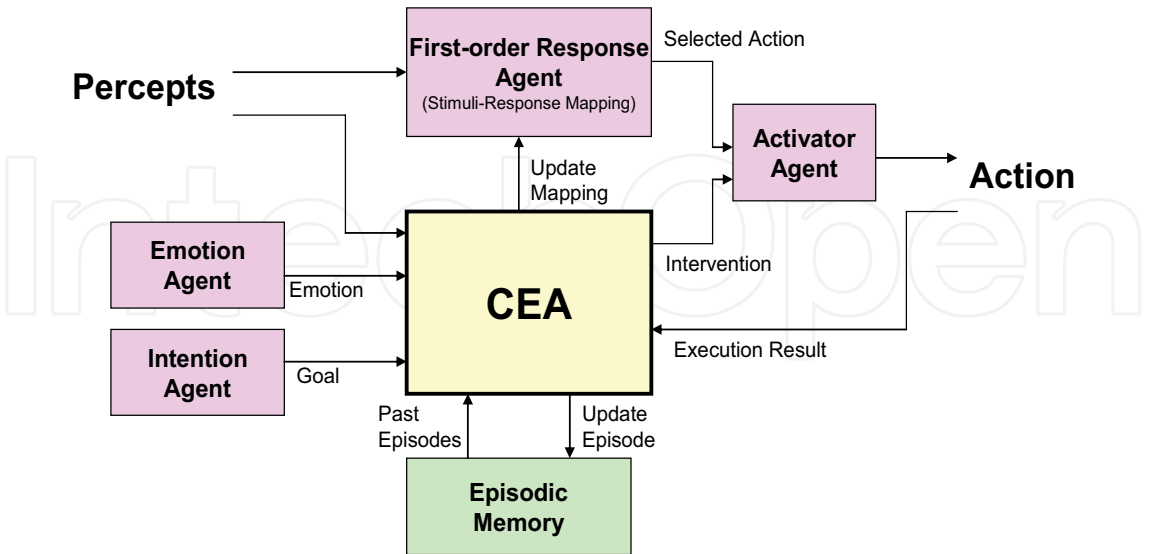 First-order Response
Agent
(Stimuli-Response Mapping)
Selected Action
Percepts
Activator
Agent
Action
Update
Mapping
Emotion
Agent
Emotion
Intervention
CEA
Intention
Agent
Goal
Execution Result
Past
Episodes
Update
Episode
Episodic
Memory
IntechOpen